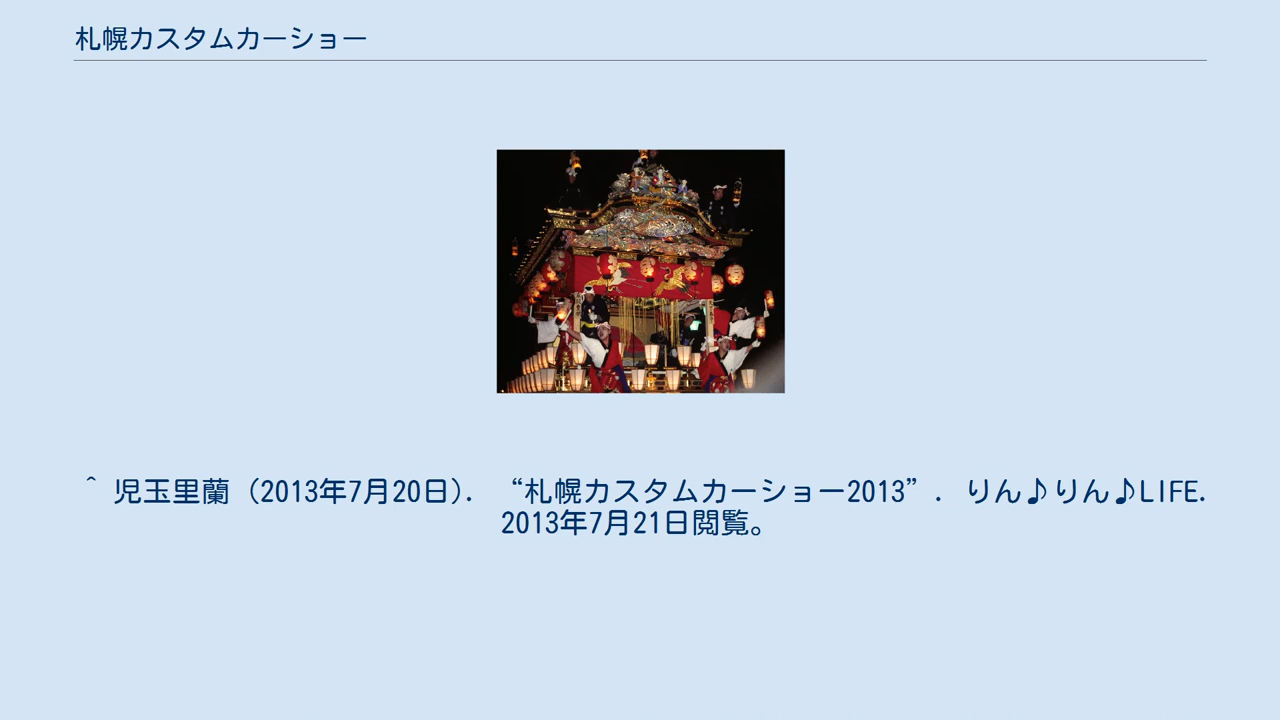 札幌カスタムカーショー
^ 児玉里蘭 (2013年7月20日). “札幌カスタムカーショー2013”. りん♪りん♪LIFE.
2013年7月21日閲覧。